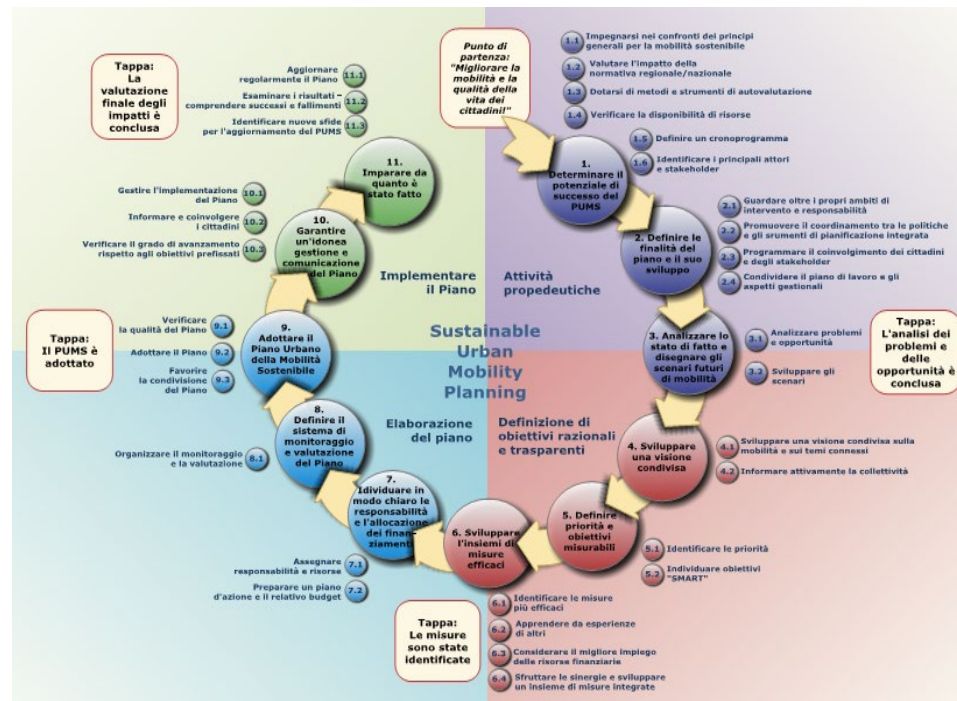 Punto di
partenza:
"Migliorare la
mobilità e la
qualità della
vita dei
cittadini!"
1.1 Impegnarsi nei confronti dei principi
generali per la mobilità sostenibile
1.2 Valutare l'impatto della
normativa regionale/nazionale
1.3 Dotarsi di metodi e strumenti di autovalutazione
1.4 Verificare la disponibilità di risorse
1.5 Definire un cronoprogramma
1.6 Identificare i principali attori
e stakeholder
1.
Determinare il
potenziale di
successo del
PUMS
2.1 Guardare oltre i propri ambiti di
intervento e responsabilità
2.2 Promuovere il coordinamento tra le politiche
e gli srumenti di pianificazione integrata
2.3 Programmare il coinvolgimento dei cittadini
e degli stakeholder
2.4 Condividere il piano di lavoro e gli
aspetti gestionali
2. Definire le
finalità del
piano e il suo
sviluppo
Attività
propedeutiche
3. Analizzare lo
stato di fatto e
disegnare gli
scenari futuri
di mobilità
3.1 Analizzare problemi
e opportunità
3.2 Sviluppare gli
scenari
Tappa:
L'analisi dei
problemi e
delle
opportunità è
conclusa
Sustainable
Urban
Mobility
Planning
Definizione di
obiettivi razionali
e trasparenti
4. Sviluppare
una visione
condivisa
4.1 Sviluppare una visione condivisa sulla
mobilità e sui temi connessi
4.2 Informare attivamente la collettività
5. Definire
priorità e
obiettivi
misurabili
5.1 Identificare le priorità
5.2 Individuare obiettivi
"SMART"
6. Sviluppare
l'insiemi di
misure
efficaci
6.1 Identificare le misure
più efficaci
6.2 Apprendere da esperienze
di altri
6.3 Considerare il migliore impiego
delle risorse finanziarie
6.4 Sfruttare le sinergie e sviluppare
un insieme di misure integrate
Tappa:
Le misure
sono state
identificate
Elaborazione
del piano
7.
Idividuare in
modo chiaro le
responsabilità
e l'allocazione
dei finan-
ziamenti
Assegnare
responsabilità e risorse 7.1
Preparare un piano
d'azione e il relativo budget 7.2
8.
Definire il
sistema di
monitoraggio
e valutazione
del Piano
Organizzare il monitoraggio
e la valutazione 8.1
9.
Adottare il
Piano Urbano
della Mobilità
Sostenibile
Verificare
la qualità del Piano 9.1
Adottare il Piano 9.2
Favorire
la condivisione
del Piano 9.3
Tappa:
Il PUMS è
adottato
Implementare
il Piano
10.
Garantire
un'idonea
gestione e
comunicazione
del Piano
Gestire l'implementazione
del Piano 10.1
Informare e coinvolgere
i cittadini 10.2
Verificare il grado di avanzamento
rispetto agli obiettivi prefissati 10.3
11.
Imparare da
quanto è
stato fatto
Aggiornare
regolarmente il Piano 11.1
Esaminare i risultati –
comprendere successi e fallimenti 11.2
Identificare nuove sfide
per l'aggiornamento del PUMS 11.3
Tappa:
La
valutazione
finale degli
impatti è
conclusa